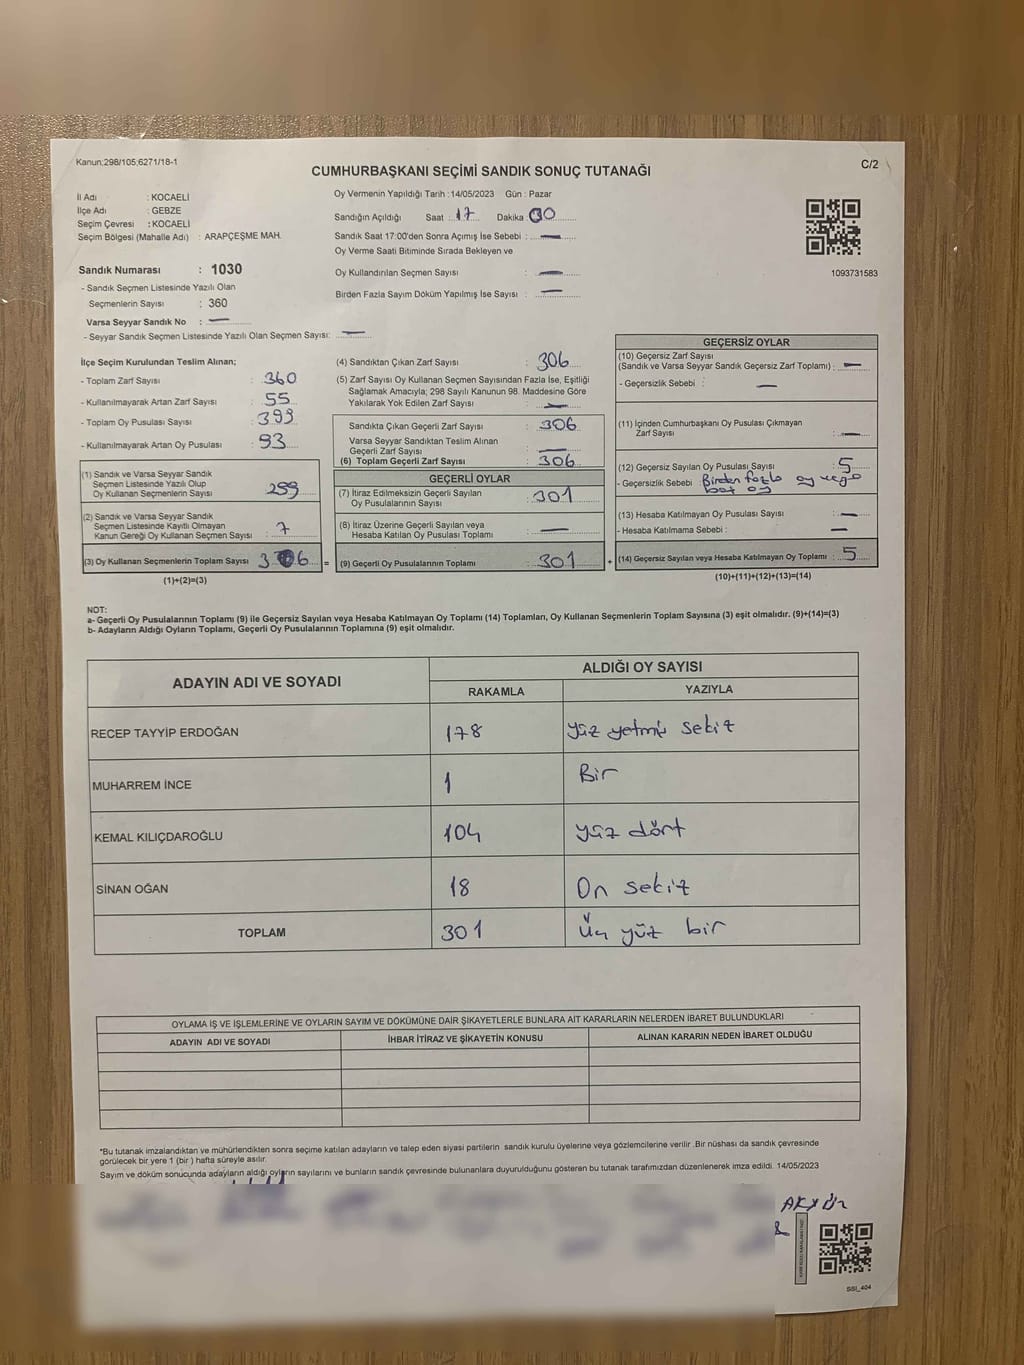 Kanun;298/105;6271/18-1
C/2
CUMHURBAŞKANI SEÇİMİ SANDIK SONUÇ TUTANAĞI
İl Adı : KOCAELİ
İlçe Adı : GEBZE
Seçim Çevresi : KOCAELİ
Seçim Bölgesi (Mahalle Adı) : ARAPÇEŞME MAH.
Sandık Numarası : 1030
- Sandık Seçmen Listesinde Yazılı Olan
Seçmenlerin Sayısı : 360
Varsa Seyyar Sandık No : —
- Seyyar Sandık Seçmen Listesinde Yazılı Olan Seçmen Sayısı: —
Oy Vermenin Yapıldığı Tarih : 14/05/2023 Gün : Pazar
Sandığın Açıldığı Saat : 17 Dakika : 00
Sandık Saat 17:00'den Sonra Açımış İse Sebebi : —
Oy Verme Saati Bitiminde Sırada Bekleyen ve
Oy Kullandırılan Seçmen Sayısı : —
Birden Fazla Sayım Döküm Yapılmış İse Sayısı : —
1093731583
İlçe Seçim Kurulundan Teslim Alınan;
- Toplam Zarf Sayısı : 360
- Kullanılmayarak Artan Zarf Sayısı : 55
- Toplam Oy Pusulası Sayısı : 399
- Kullanılmayarak Artan Oy Pusulası : 93
(1) Sandık ve Varsa Seyyar Sandık
Seçmen Listesinde Yazılı Olup
Oy Kullanan Seçmenlerin Sayısı : 299
(2) Sandık ve Varsa Seyyar Sandık
Seçmen Listesinde Kayıtlı Olmayan
Kanun Gereği Oy Kullanan Seçmen Sayısı : 7
(3) Oy Kullanan Seçmenlerin Toplam Sayısı 306 =
(1)+(2)=(3)
(4) Sandıktan Çıkan Zarf Sayısı : 306
(5) Zarf Sayısı Oy Kullanan Seçmen Sayısından Fazla İse, Eşitliği
Sağlamak Amacıyla; 298 Sayılı Kanunun 98. Maddesine Göre
Yakılarak Yok Edilen Zarf Sayısı : —
Sandıkta Çıkan Geçerli Zarf Sayısı : 306
Varsa Seyyar Sandıktan Teslim Alınan
Geçerli Zarf Sayısı : —
(6) Toplam Geçerli Zarf Sayısı : 306
GEÇERLİ OYLAR
(7) İtiraz Edilmeksizin Geçerli Sayılan
Oy Pusulalarının Sayısı : 301
(8) İtiraz Üzerine Geçerli Sayılan veya
Hesaba Katılan Oy Pusulası Toplamı : —
(9) Geçerli Oy Pusulalarının Toplamı : 301 +
GEÇERSİZ OYLAR
(10) Geçersiz Zarf Sayısı
(Sandık ve Varsa Seyyar Sandık Geçersiz Zarf Toplamı) : —
- Geçersizlik Sebebi : —
(11) İçinden Cumhurbaşkanı Oy Pusulası Çıkmayan
Zarf Sayısı : —
(12) Geçersiz Sayılan Oy Pusulası Sayısı : 5
- Geçersizlik Sebebi : Birden fazla oy veya
(13) Hesaba Katılmayan Oy Pusulası Sayısı : —
- Hesaba Katılmama Sebebi : —
(14) Geçersiz Sayılan veya Hesaba Katılmayan Oy Toplamı : 5
(10)+(11)+(12)+(13)=(14)
NOT:
a- Geçerli Oy Pusulalarının Toplamı (9) ile Geçersiz Sayılan veya Hesaba Katılmayan Oy Toplamı (14) Toplamları, Oy Kullanan Seçmenlerin Toplam Sayısına (3) eşit olmalıdır. (9)+(14)=(3)
b- Adayların Aldığı Oyların Toplamı, Geçerli Oy Pusulalarının Toplamına (9) eşit olmalıdır.
ADAYIN ADI VE SOYADI ALDIĞI OY SAYISI
RAKAMLA YAZIYLA
RECEP TAYYİP ERDOĞAN 178 yüz yetmiş sekiz
MUHARREM İNCE 1 Bir
KEMAL KILIÇDAROĞLU 104 yüz dört
SİNAN OĞAN 18 On sekiz
TOPLAM 301 Üç yüz bir
OYLAMA İŞ VE İŞLEMLERİNE VE OYLARIN SAYIM VE DÖKÜMÜNE DAİR ŞİKAYETLERLE BUNLARA AİT KARARLARIN NELERDEN İBARET BULUNDUKLARI
ADAYIN ADI VE SOYADI İHBAR İTİRAZ VE ŞİKAYETİN KONUSU ALINAN KARARIN NEDEN İBARET OLDUĞU
*Bu tutanak imzalandıktan ve mühürlendikten sonra seçime katılan adayların ve talep eden siyasi partilerin sandık kurulu üyelerine veya gözlemcilerine verilir .Bir nüshası da sandık çevresinde
görülecek bir yere 1 (bir) hafta süreyle asılır.
Sayım ve döküm sonucunda adayların aldığı oyların sayılarını ve bunların sandık çevresinde bulunanlara duyurulduğunu gösteren bu tutanak tarafımızdan düzenlenerek imza edildi. 14/05/2023
SSI_404